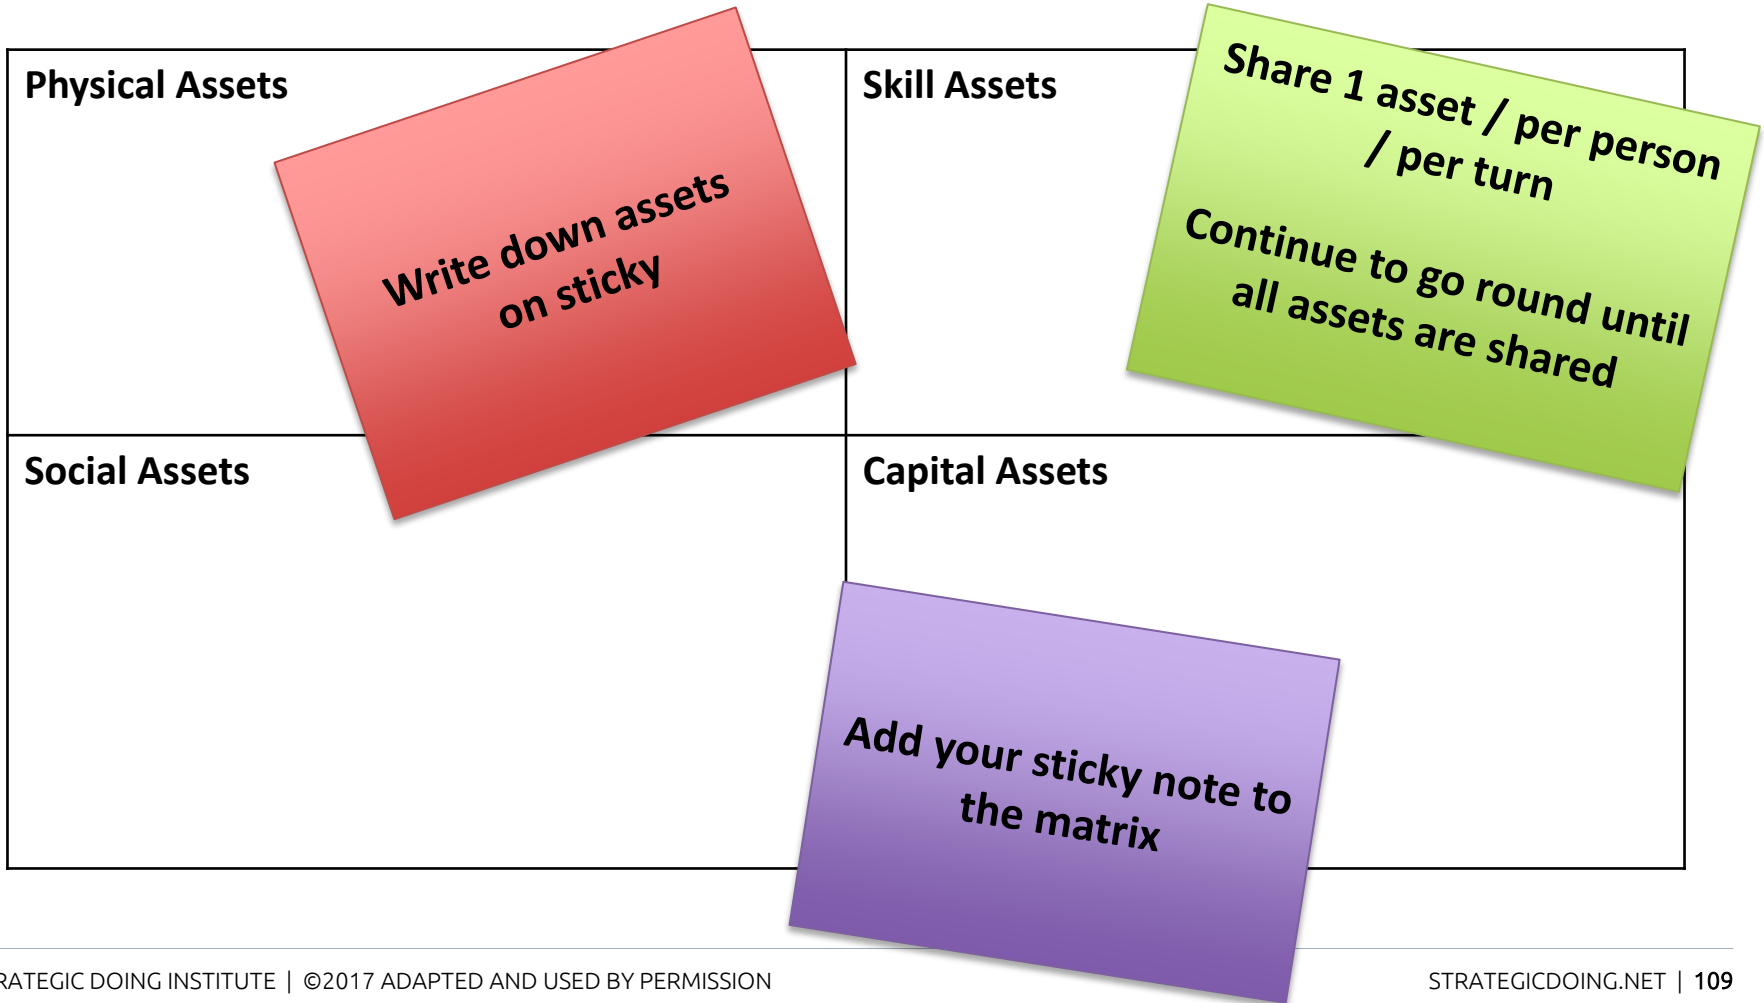 Physical Assets
Write down assets
on sticky
Skill Assets
Share 1 asset / per person
/ per turn
Continue to go round until
all assets are shared
Social Assets
Capital Assets
Add your sticky note to
the matrix
RATEGIC DOING INSTITUTE | ©2017 ADAPTED AND USED BY PERMISSION
STRATEGICDOING.NET | 109